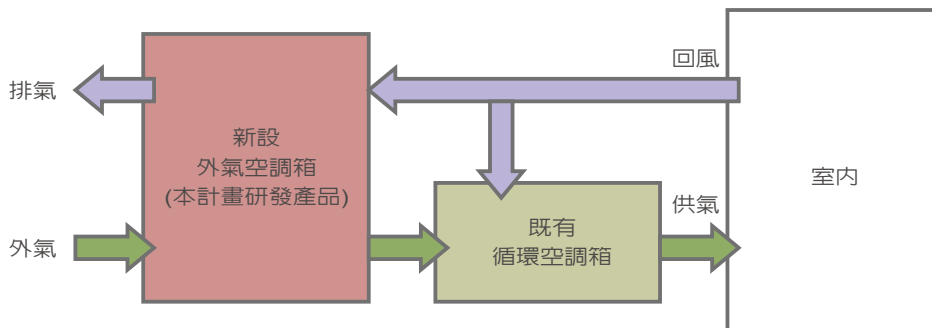 回風
排氣
新設
外氣空調箱
(本計畫研發產品)
室内
供氣
既有
循環空調箱
外氣